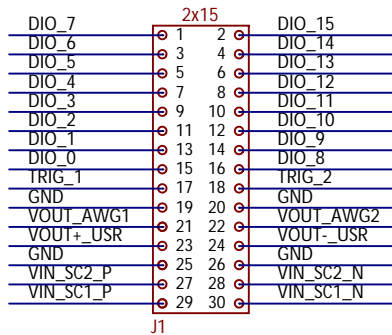 2x15
DIO_7 1 2 DIO_15
DIO_6 3 4 DIO_14
DIO_5 5 6 DIO_13
DIO_4 7 8 DIO_12
DIO_3 9 10 DIO_11
DIO_2 11 12 DIO_10
DIO_1 13 14 DIO_9
DIO_0 15 16 DIO_8
TRIG_1 17 18 TRIG_2
GND 19 20 GND
VOUT_AWG1 21 22 VOUT_AWG2
VOUT+_USR 23 24 VOUT-_USR
GND 25 26 GND
VIN_SC2_P 27 28 VIN_SC2_N
VIN_SC1_P 29 30 VIN_SC1_N
J1